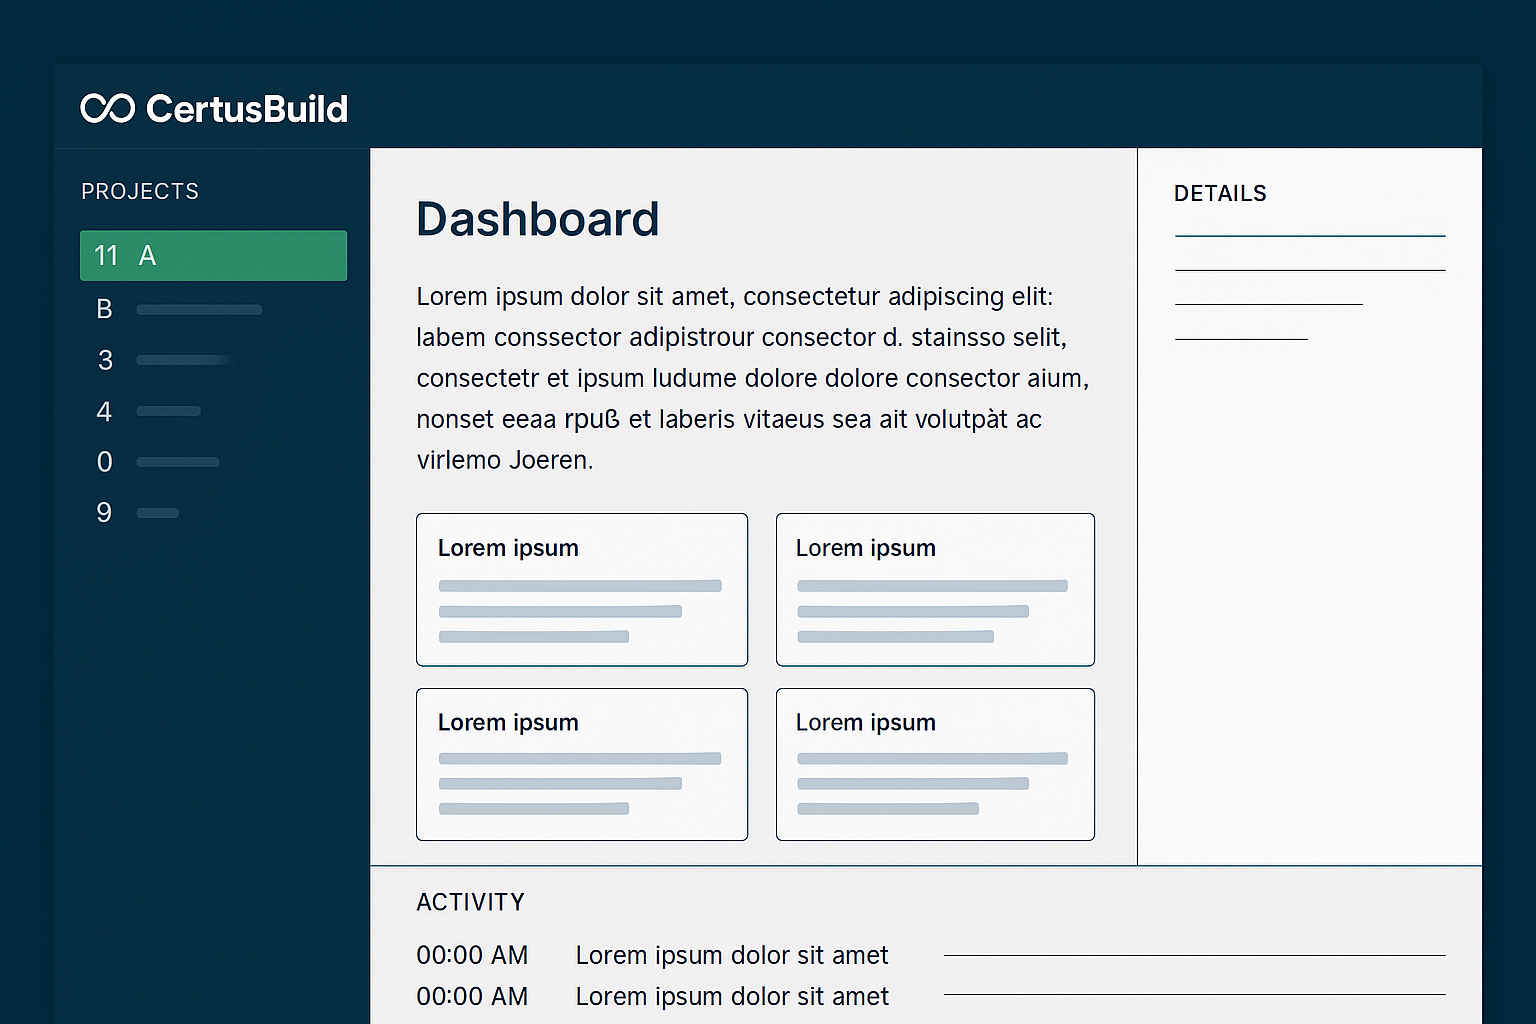 CertusBuild
PROJECTS
11 A
B
3
4
0
9
Dashboard
Lorem ipsum dolor sit amet, consectetur adipiscing elit:
labem conssector adipistrour consector d. stainsso selit,
consectetr et ipsum ludume dolore dolore consector aium,
nonset eeaa rpuß et laberis vitaeus sea ait volutpàt ac
virlemo Joeren.
Lorem ipsum
Lorem ipsum
Lorem ipsum
Lorem ipsum
DETAILS
ACTIVITY
00:00 AM Lorem ipsum dolor sit amet
00:00 AM Lorem ipsum dolor sit amet